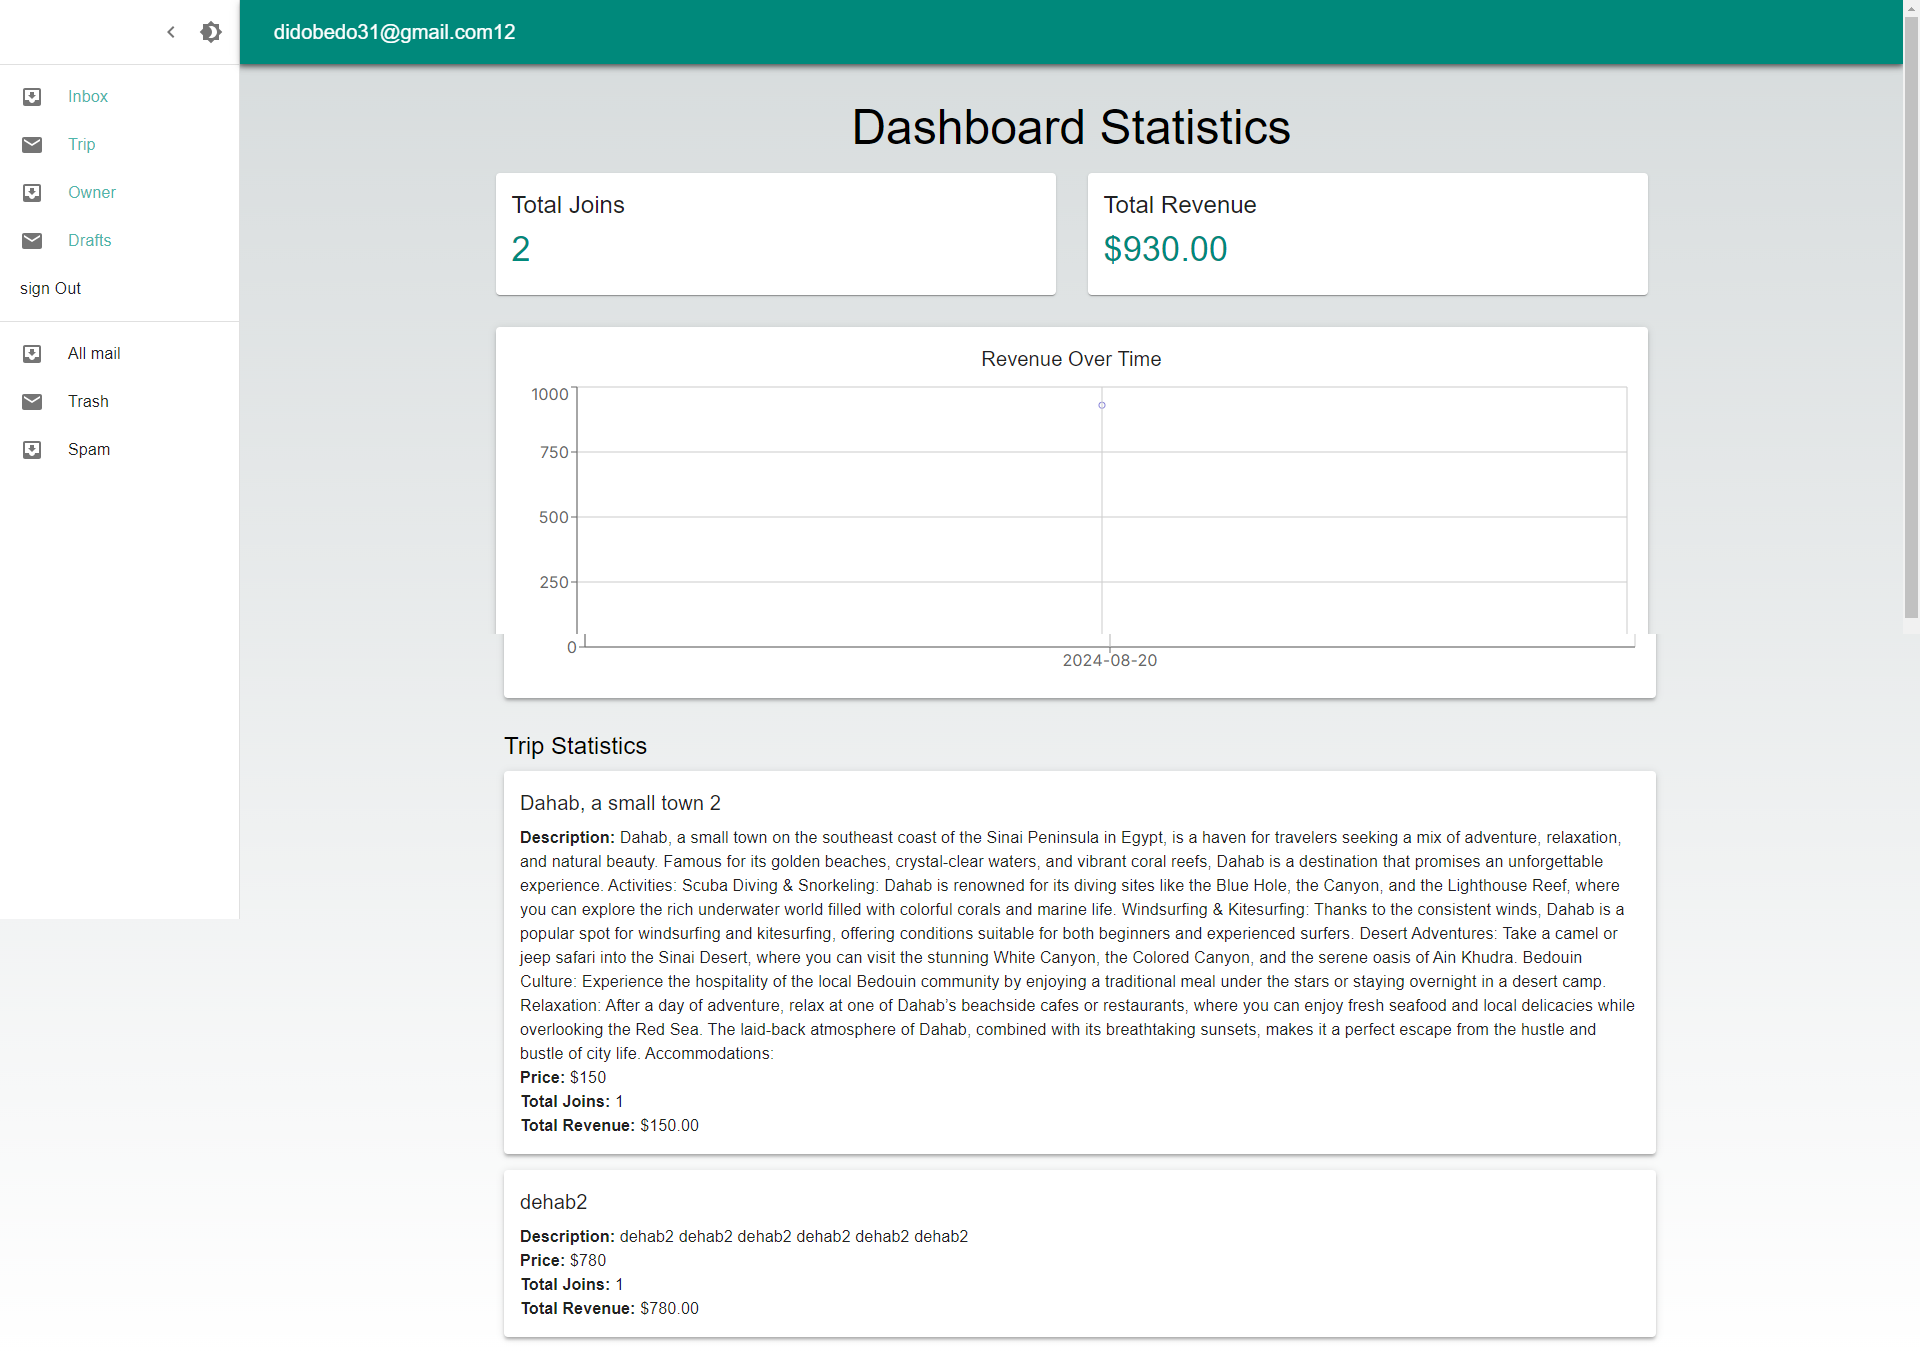 didobedo31@gmail.com12
Inbox
Trip
Owner
Drafts
sign Out
All mail
Trash
Spam
Dashboard Statistics
Total Joins
2
Total Revenue
$930.00
Revenue Over Time
1000
750
500
250
0
2024-08-20
Trip Statistics
Dahab, a small town 2
Description: Dahab, a small town on the southeast coast of the Sinai Peninsula in Egypt, is a haven for travelers seeking a mix of adventure, relaxation,
and natural beauty. Famous for its golden beaches, crystal-clear waters, and vibrant coral reefs, Dahab is a destination that promises an unforgettable
experience. Activities: Scuba Diving & Snorkeling: Dahab is renowned for its diving sites like the Blue Hole, the Canyon, and the Lighthouse Reef, where
you can explore the rich underwater world filled with colorful corals and marine life. Windsurfing & Kitesurfing: Thanks to the consistent winds, Dahab is a
popular spot for windsurfing and kitesurfing, offering conditions suitable for both beginners and experienced surfers. Desert Adventures: Take a camel or
jeep safari into the Sinai Desert, where you can visit the stunning White Canyon, the Colored Canyon, and the serene oasis of Ain Khudra. Bedouin
Culture: Experience the hospitality of the local Bedouin community by enjoying a traditional meal under the stars or staying overnight in a desert camp.
Relaxation: After a day of adventure, relax at one of Dahab’s beachside cafes or restaurants, where you can enjoy fresh seafood and local delicacies while
overlooking the Red Sea. The laid-back atmosphere of Dahab, combined with its breathtaking sunsets, makes it a perfect escape from the hustle and
bustle of city life. Accommodations:
Price: $150
Total Joins: 1
Total Revenue: $150.00
dehab2
Description: dehab2 dehab2 dehab2 dehab2 dehab2 dehab2
Price: $780
Total Joins: 1
Total Revenue: $780.00